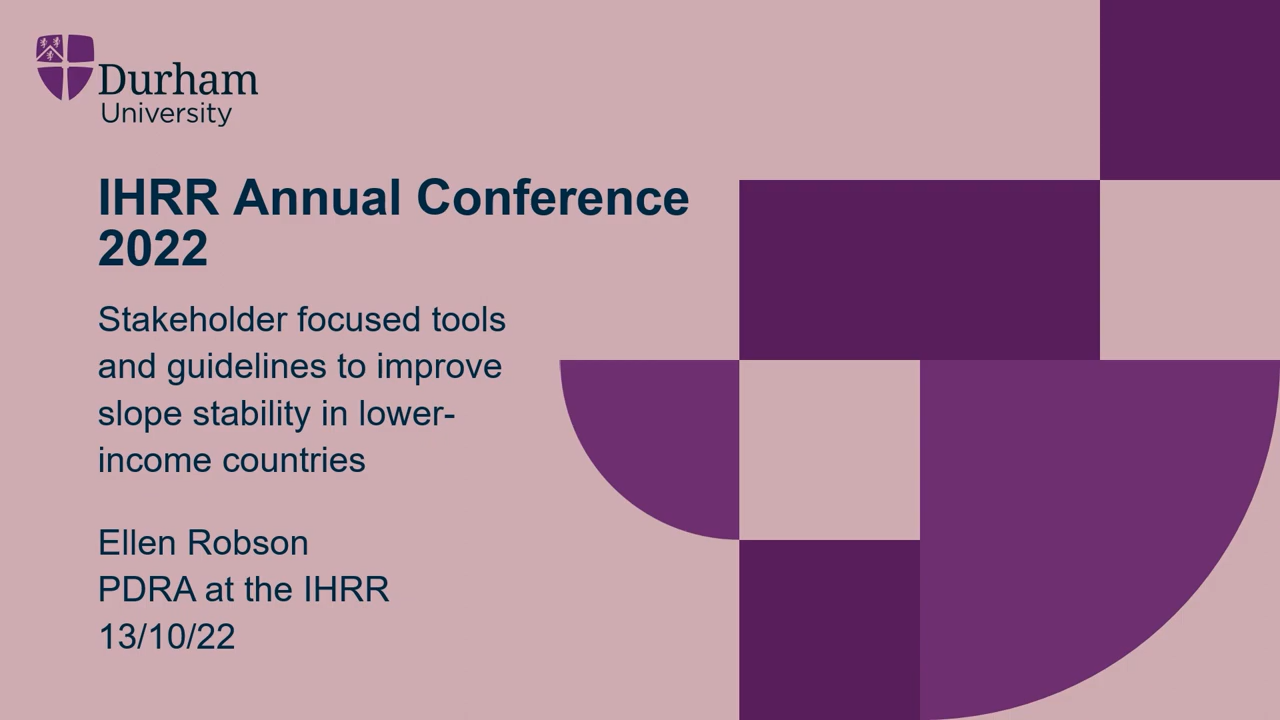 Durham
University
IHRR Annual Conference
2022
Stakeholder focused tools
and guidelines to improve
slope stability in lower-
income countries
Ellen Robson
PDRA at the IHRR
13/10/22